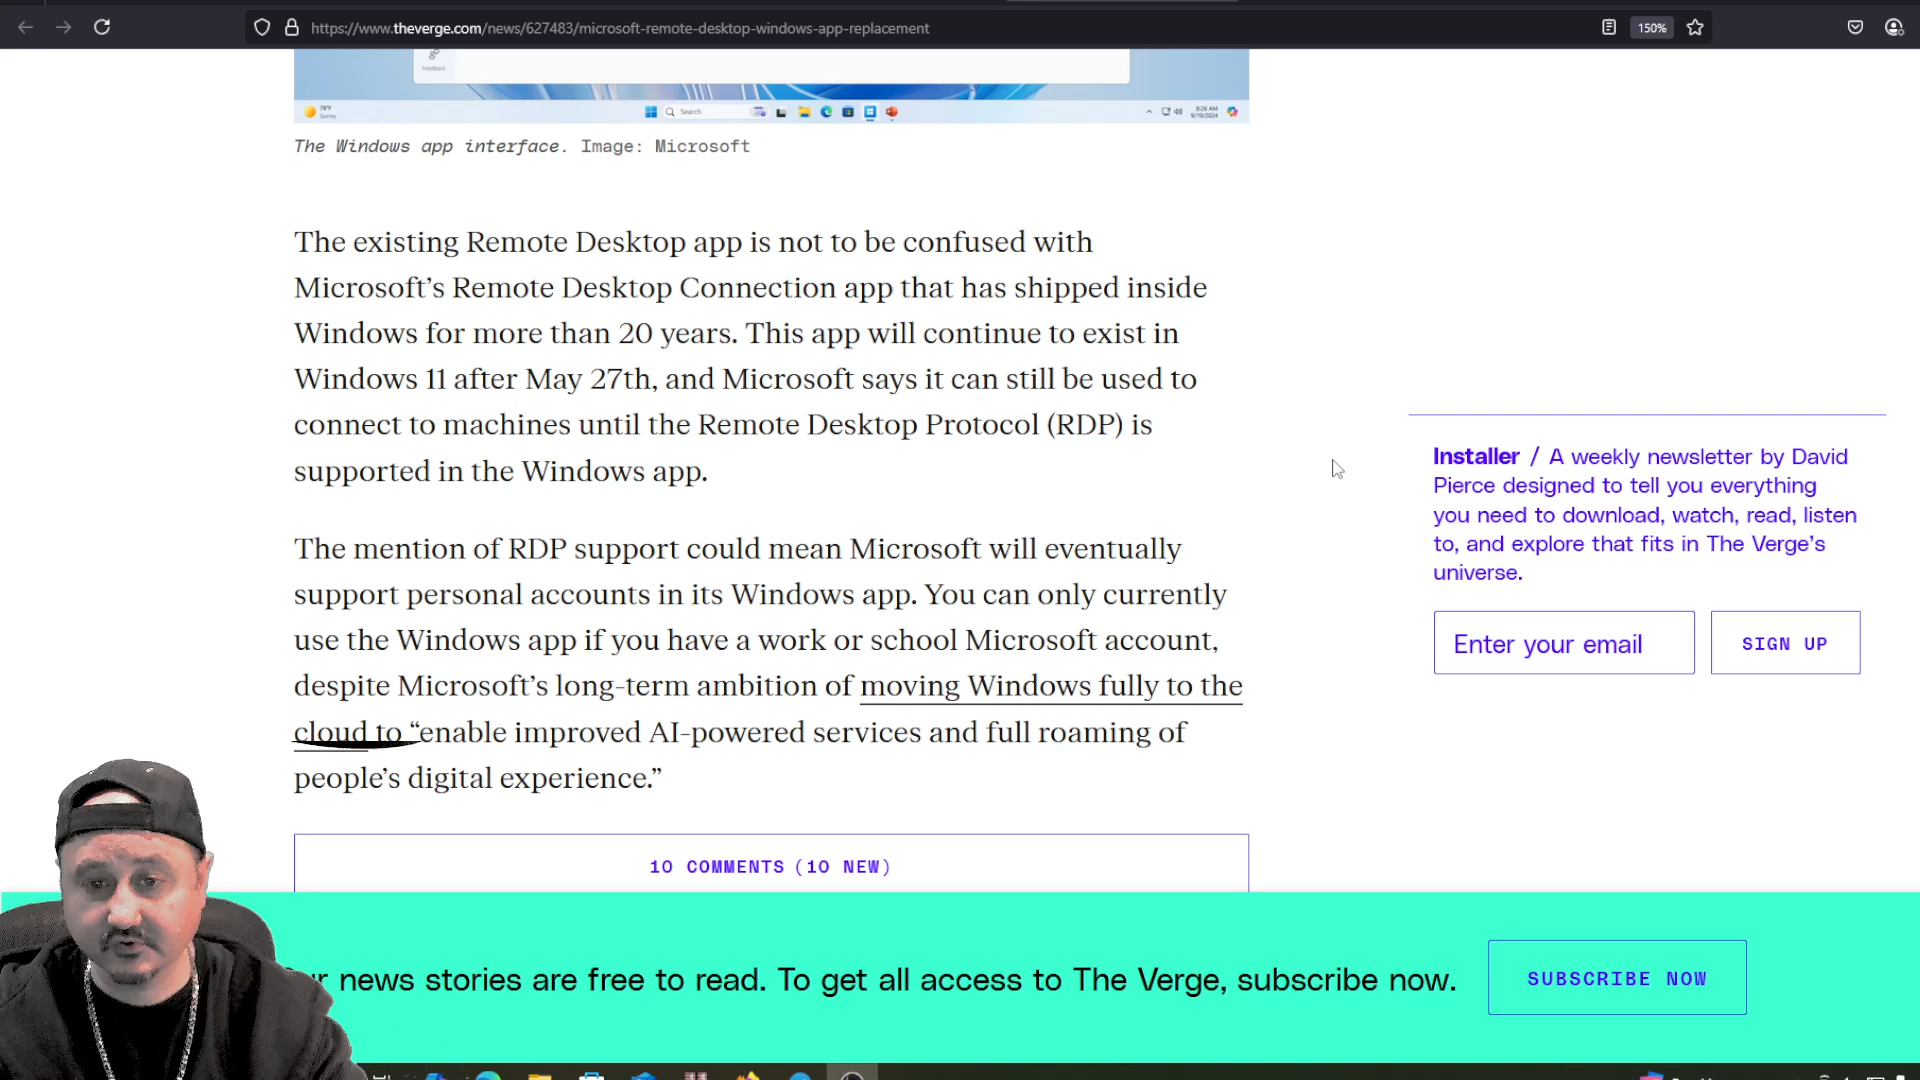 https://www.theverge.com/news/627483/microsoft-remote-desktop-windows-app-replacement
150%
Feedback
78°F
Sunny
Search
8:26 AM
9/19/2024
The Windows app interface. Image: Microsoft
The existing Remote Desktop app is not to be confused with
Microsoft’s Remote Desktop Connection app that has shipped inside
Windows for more than 20 years. This app will continue to exist in
Windows 11 after May 27th, and Microsoft says it can still be used to
connect to machines until the Remote Desktop Protocol (RDP) is
supported in the Windows app.
The mention of RDP support could mean Microsoft will eventually
support personal accounts in its Windows app. You can only currently
use the Windows app if you have a work or school Microsoft account,
despite Microsoft’s long-term ambition of moving Windows fully to the
cloud to “enable improved AI-powered services and full roaming of
people’s digital experience.”
10 COMMENTS (10 NEW)
Installer / A weekly newsletter by David
Pierce designed to tell you everything
you need to download, watch, read, listen
to, and explore that fits in The Verge’s
universe.
Enter your email
SIGN UP
news stories are free to read. To get all access to The Verge, subscribe now.
SUBSCRIBE NOW